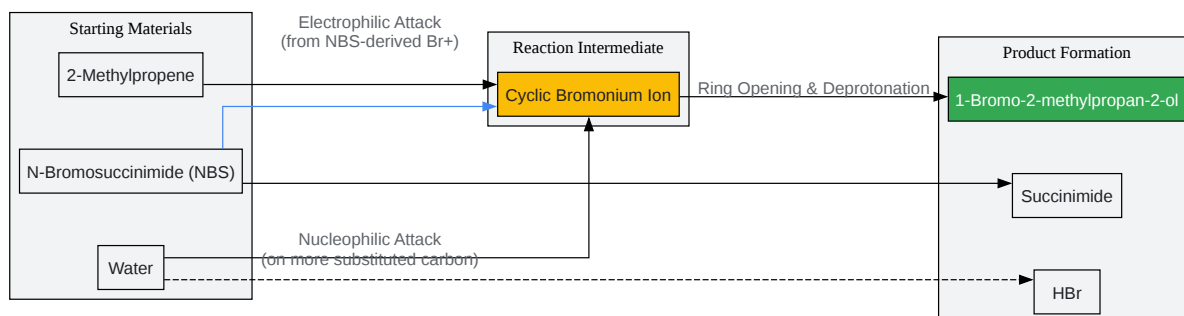 Starting Materials
2-Methylpropene
N-Bromosuccinimide (NBS)
Water
Electrophilic Attack
(from NBS-derived Br+)
Nucleophilic Attack
(on more substituted carbon)
Reaction Intermediate
Cyclic Bromonium Ion
Ring Opening & Deprotonation
Product Formation
1-Bromo-2-methylpropan-2-ol
Succinimide
HBr